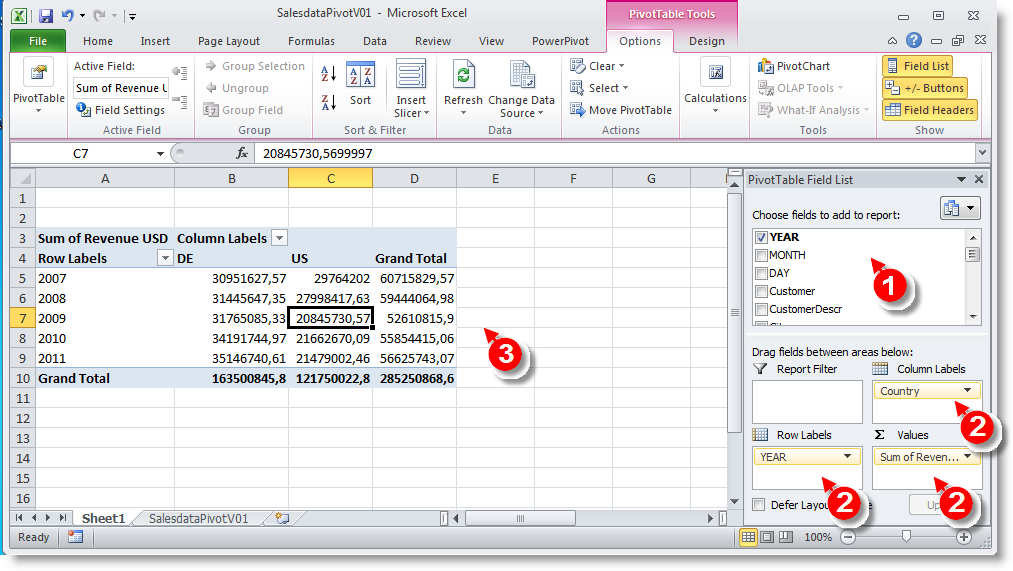 SalesdataPivotV01 - Microsoft Excel
PivotTable Tools
File Home Insert Page Layout Formulas Data Review View PowerPivot Options Design
PivotTable
Active Field:
Sum of Revenue U
Field Settings
Active Field
Group Selection
Ungroup
Group Field
Group
Sort
Insert Slicer
Sort & Filter
Refresh
Change Data Source
Data
Clear
Select
Move PivotTable
Actions
Calculations
PivotChart
OLAP Tools
What-If Analysis
Tools
Field List
+/- Buttons
Field Headers
Show
C7 fx 20845730,5699997
A B C D E F G
1
2
3 Sum of Revenue USD Column Labels
4 Row Labels DE US Grand Total
5 2007 30951627,57 29764202 60715829,57
6 2008 31445647,35 27998417,63 59444064,98
7 2009 31765085,33 20845730,57 52610815,9
8 2010 34191744,97 21662670,09 55854415,06
9 2011 35146740,61 21479002,46 56625743,07
10 Grand Total 163500845,8 121750022,8 285250868,6
11
12
13
14
15
16
3
PivotTable Field List
Choose fields to add to report:
YEAR
MONTH
DAY
Customer
CustomerDescr
1
Drag fields between areas below:
Report Filter
Column Labels
Country
2
Row Labels
Values
YEAR
Sum of Reven...
2
2
Defer Layou
Sheet1 SalesdataPivotV01
Ready
100%